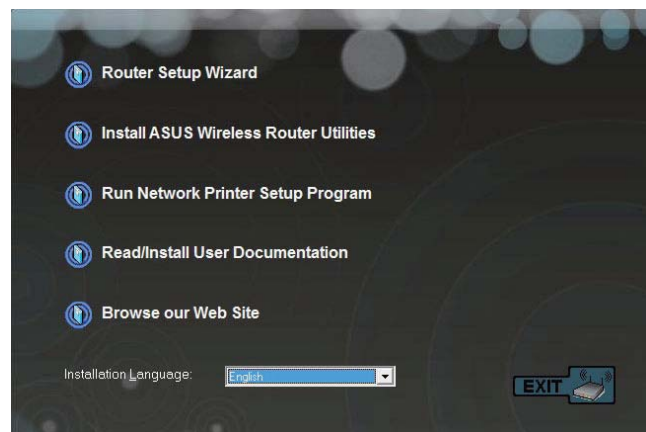 Router Setup Wizard
Install ASUS Wireless Router Utilities
Run Network Printer Setup Program
Read/Install User Documentation
Browse our Web Site
Installation Language: English
EXIT